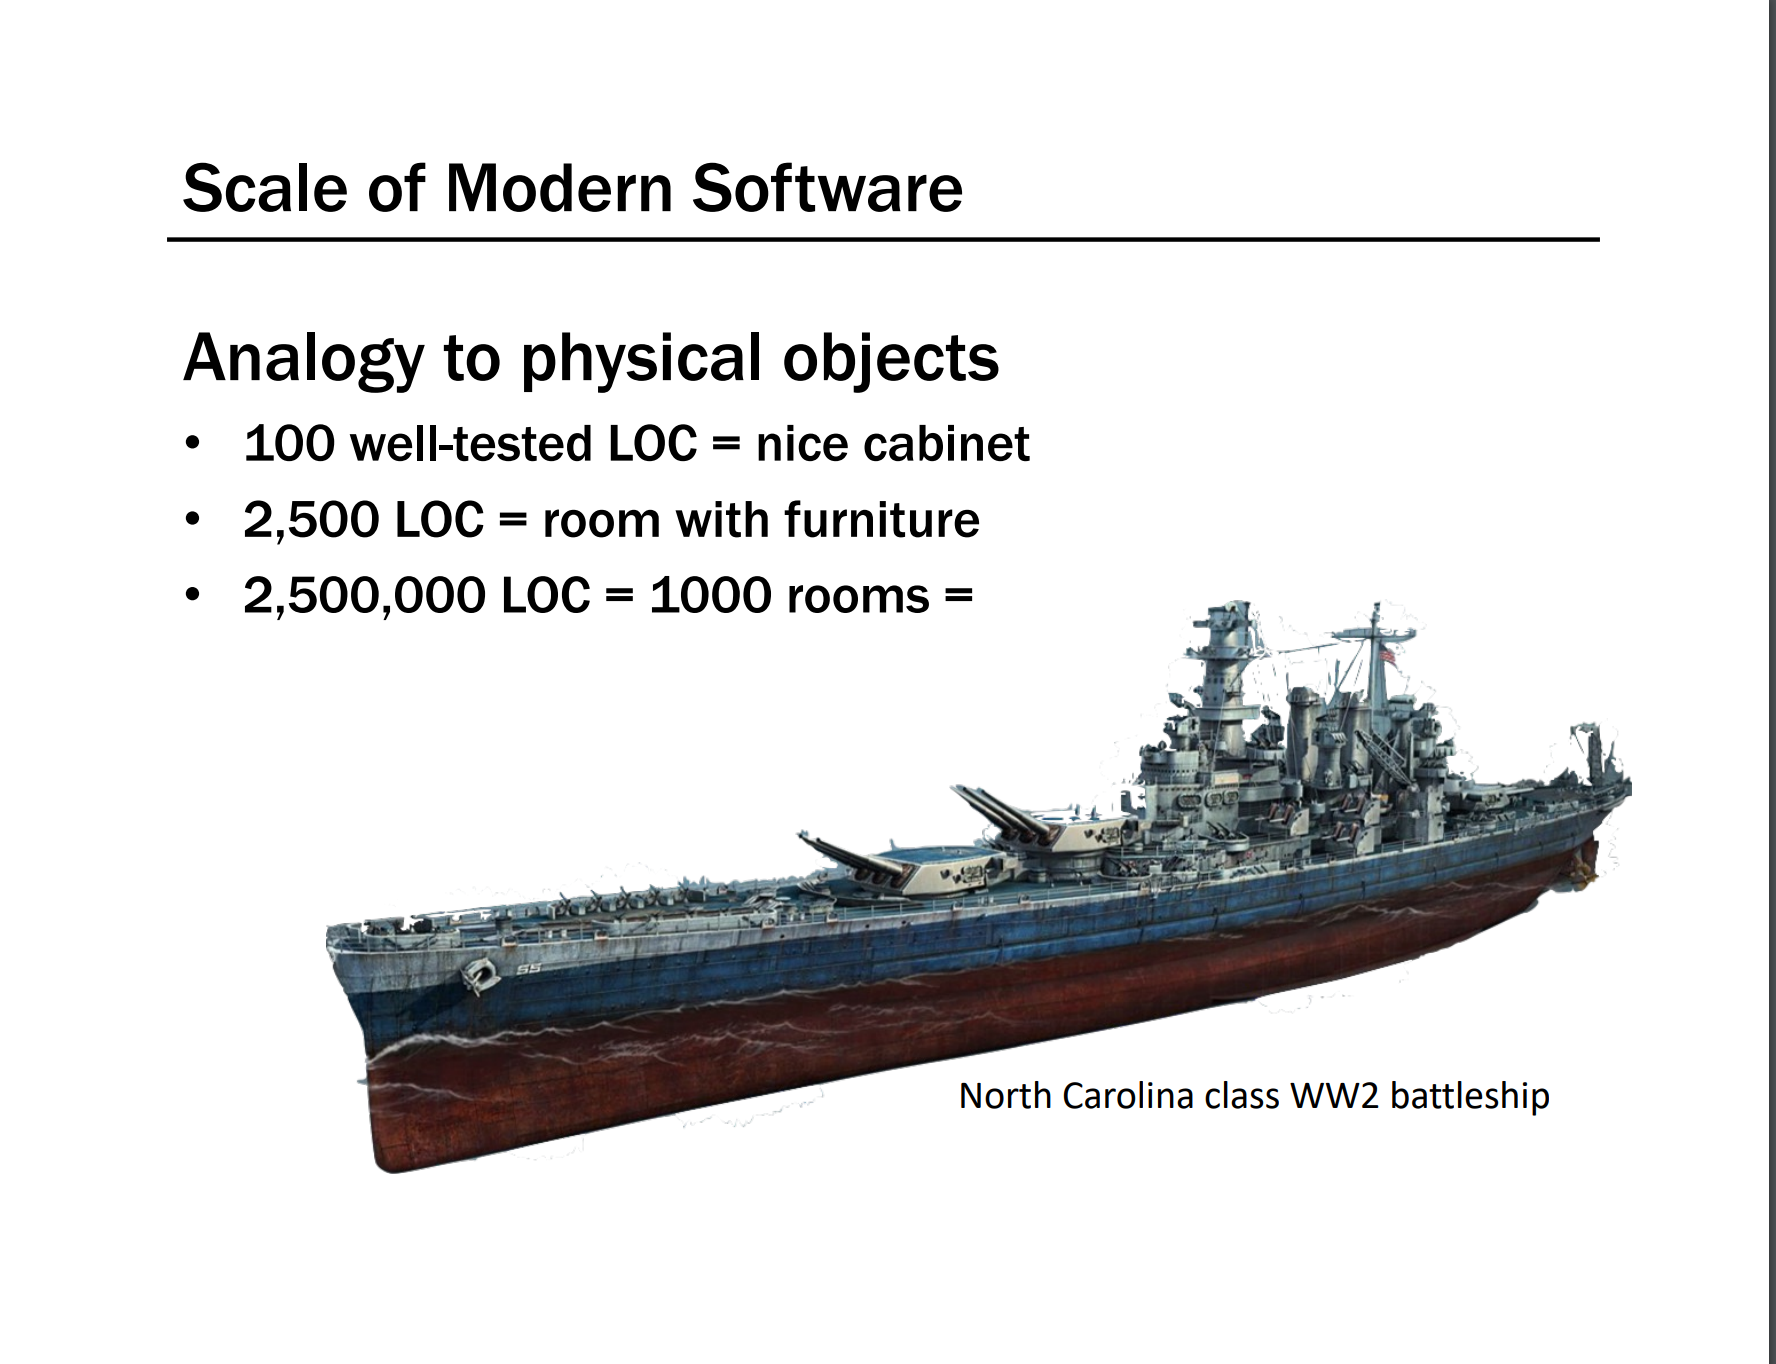 Scale of Modern Software
Analogy to physical objects
• 100 well-tested LOC = nice cabinet
• 2,500 LOC = room with furniture
• 2,500,000 LOC = 1000 rooms =
55
North Carolina class WW2 battleship